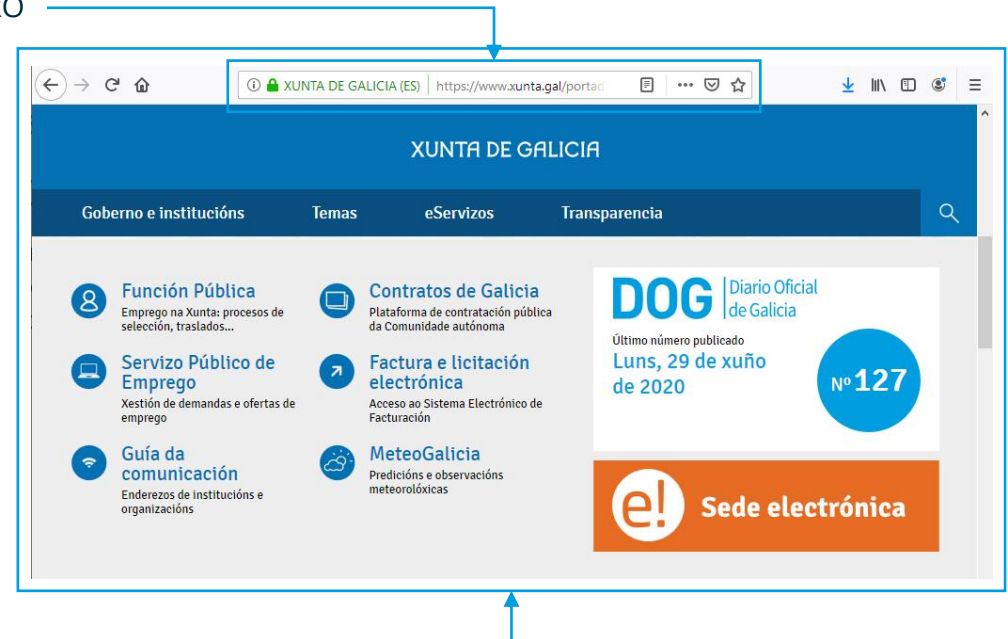 XUNTA DE GALICIA (ES) https://www.xunta.gal/portad
XUNTA DE GALICIA
Goberno e institucións Temas eServizos Transparencia
Función Pública
Emprego na Xunta: procesos de
selección, traslados...
Servizo Público de
Emprego
Xestión de demandas e ofertas de
emprego
Guía da
comunicación
Enderezos de institucións e
organizacións
Contratos de Galicia
Plataforma de contratación pública
da Comunidade autónoma
Factura e licitación
electrónica
Acceso ao Sistema Electrónico de
Facturación
MeteoGalicia
Predicións e observacións
meteorolóxicas
DOG Diario Oficial
de Galicia
Último número publicado
Luns, 29 de xuño
de 2020
Nº 127
e! Sede electrónica